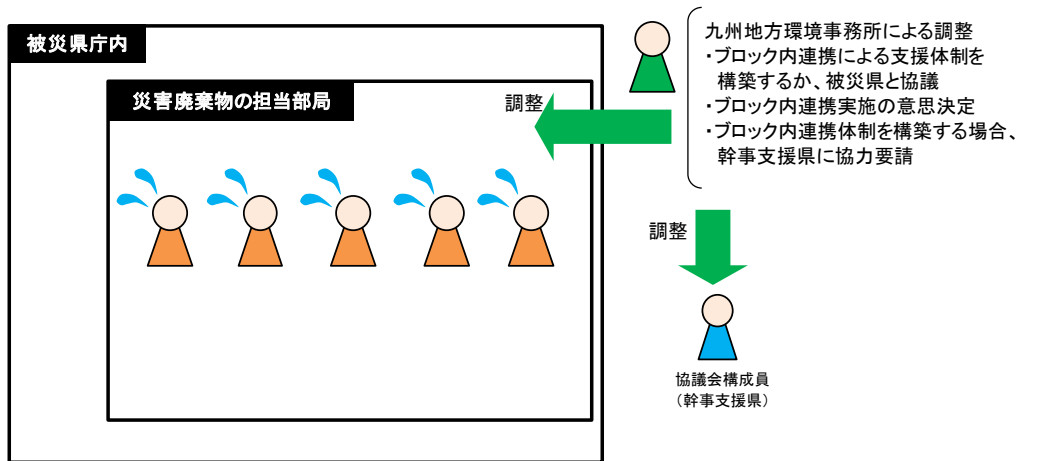 被災県庁内
災害廃棄物の担当部局
調整
九州地方環境事務所による調整
・ブロック内連携による支援体制を
構築するか、被災県と協議
・ブロック内連携実施の意思決定
・ブロック内連携体制を構築する場合、
幹事支援県に協力要請
調整
協議会構成員
（幹事支援県）